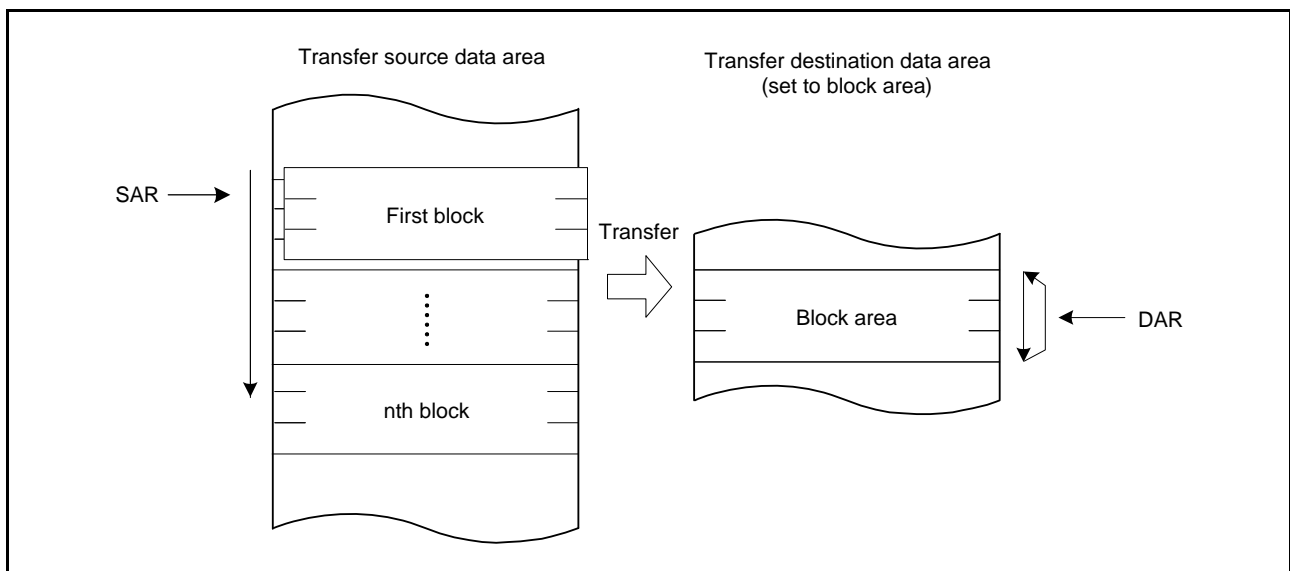 Transfer source data area
Transfer destination data area
(set to block area)
SAR
First block
Transfer
Block area
DAR
nth block